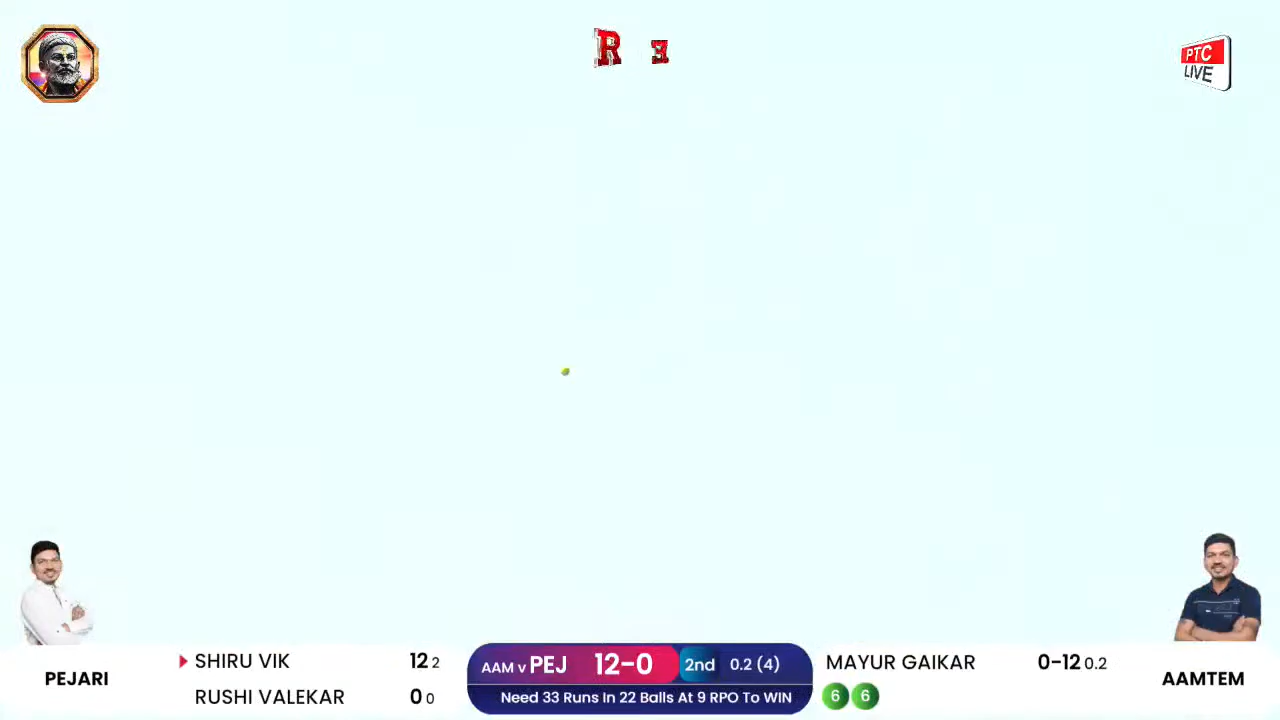 R 3
PTC
LIVE
PEJARI
SHIRU VIK 12 2
RUSHI VALEKAR 0 0
AAM v PEJ 12-0 2nd 0.2 (4)
Need 33 Runs In 22 Balls At 9 RPO To WIN
MAYUR GAIKAR 0-12 0.2
6 6
AAMTEM